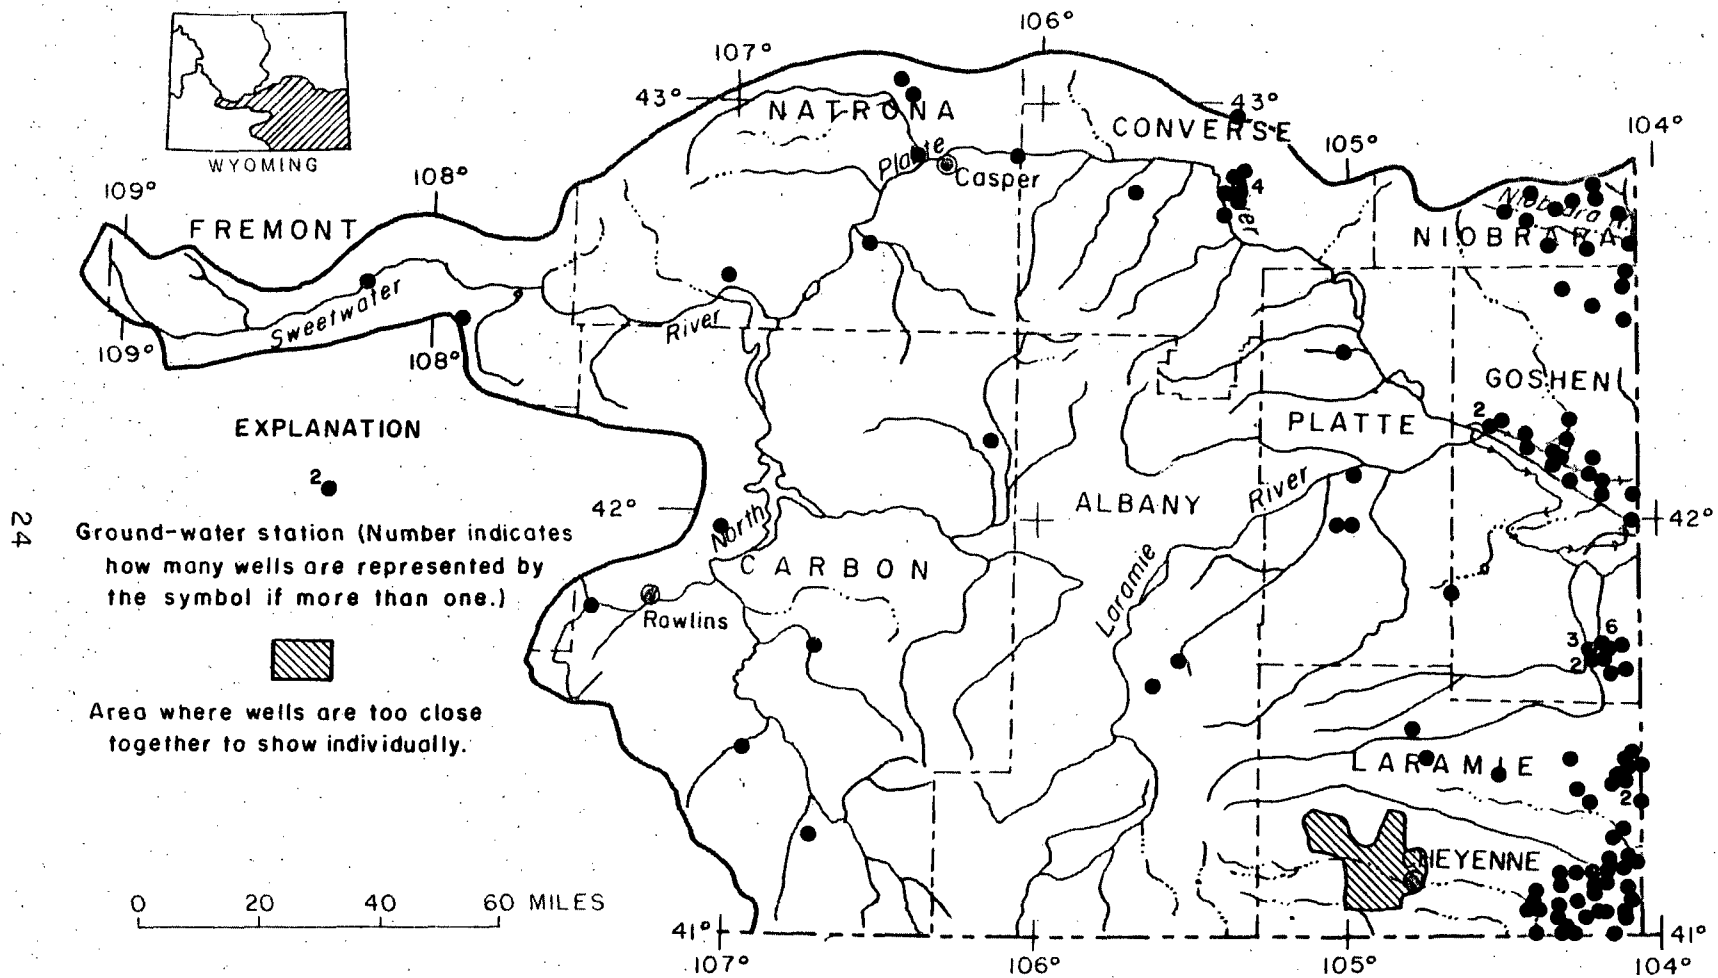 106°
107°
43°
43°
NATRONA
CONVERSE
104°
WYOMING
Platte
105°
Casper
109°
108°
4
River
Niobrara R.
FREMONT
NIOBRARA
Sweetwater
River
109°
108°
GOSHEN
EXPLANATION
2
PLATTE
2
ALBANY
River
42°
42°
North
24
Ground-water station (Number indicates
how many wells are represented by
the symbol if more than one.)
CARBON
Laramie
Rawlins
3
6
2
Area where wells are too close
together to show individually.
LARAMIE
2
CHEYENNE
0 20 40 60 MILES
41°
41°
107°
106°
105°
104°